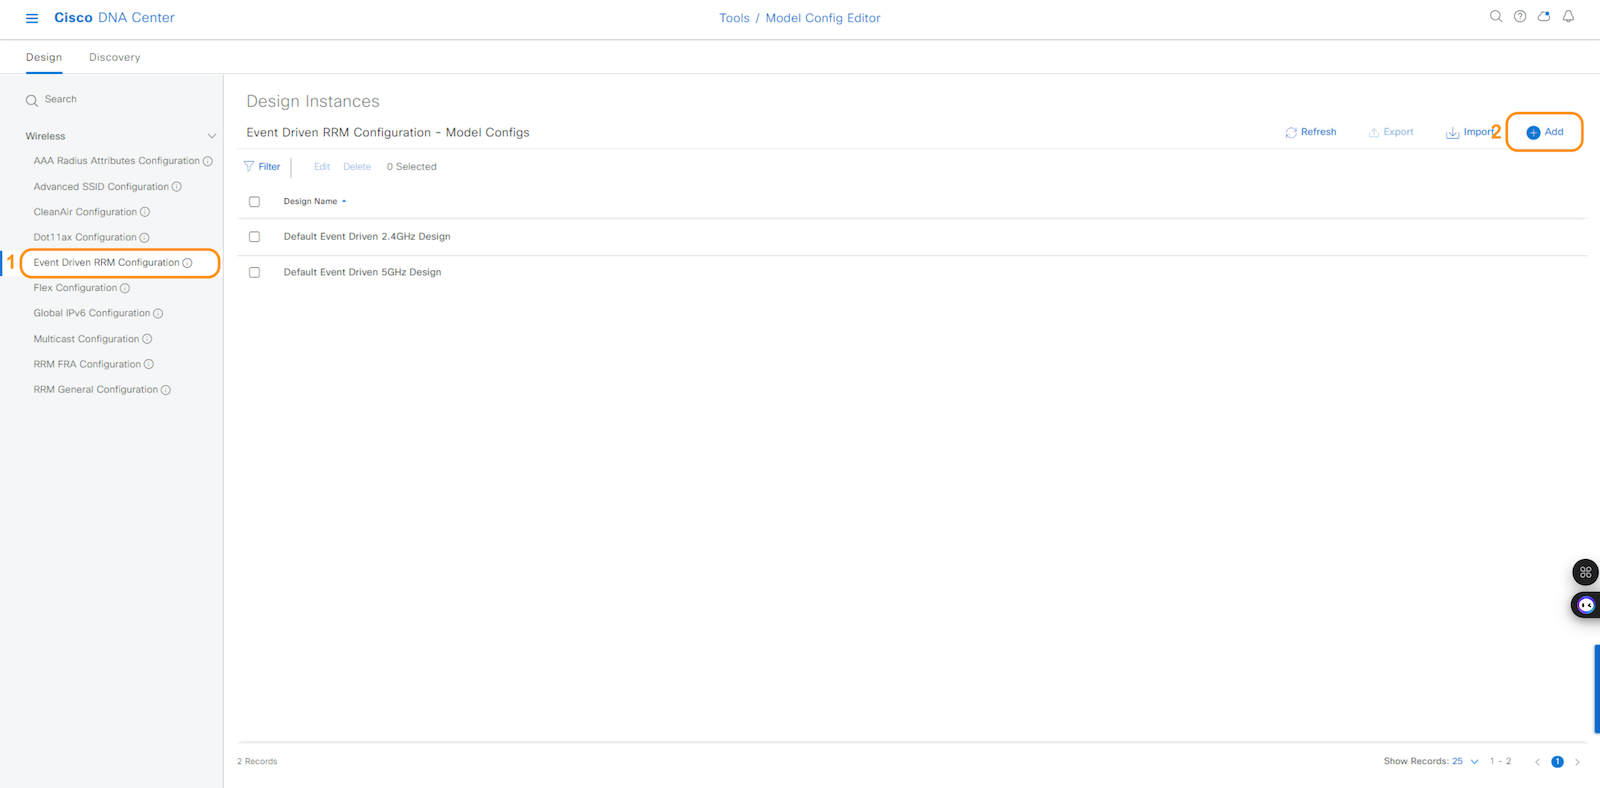 Cisco DNA Center
Tools / Model Config Editor
Design Discovery
Search
Wireless
AAA Radius Attributes Configuration
Advanced SSID Configuration
CleanAir Configuration
Dot11ax Configuration
1 Event Driven RRM Configuration
Flex Configuration
Global IPv6 Configuration
Multicast Configuration
RRM FRA Configuration
RRM General Configuration
Design Instances
Event Driven RRM Configuration - Model Configs
Refresh Export Import 2 Add
Filter Edit Delete 0 Selected
Design Name
Default Event Driven 2.4GHz Design
Default Event Driven 5GHz Design
2 Records
Show Records: 25 1 - 2 1